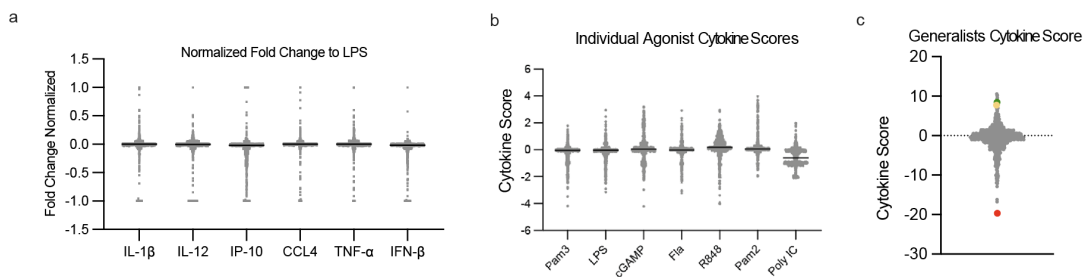 a
Normalized Fold Change to LPS
Fold Change Normalized
1.5
1.0
0.5
0.0
-0.5
-1.0
-1.5
IL-1β IL-12 IP-10 CCL4 TNF-α IFN-β
b
Individual Agonist Cytokine Scores
Cytokine Score
6
4
2
0
-2
-4
-6
Pam3 LPS cGAMP Fla R848 Pam2 Poly IC
c
Generalists Cytokine Score
Cytokine Score
20
10
0
-10
-20
-30